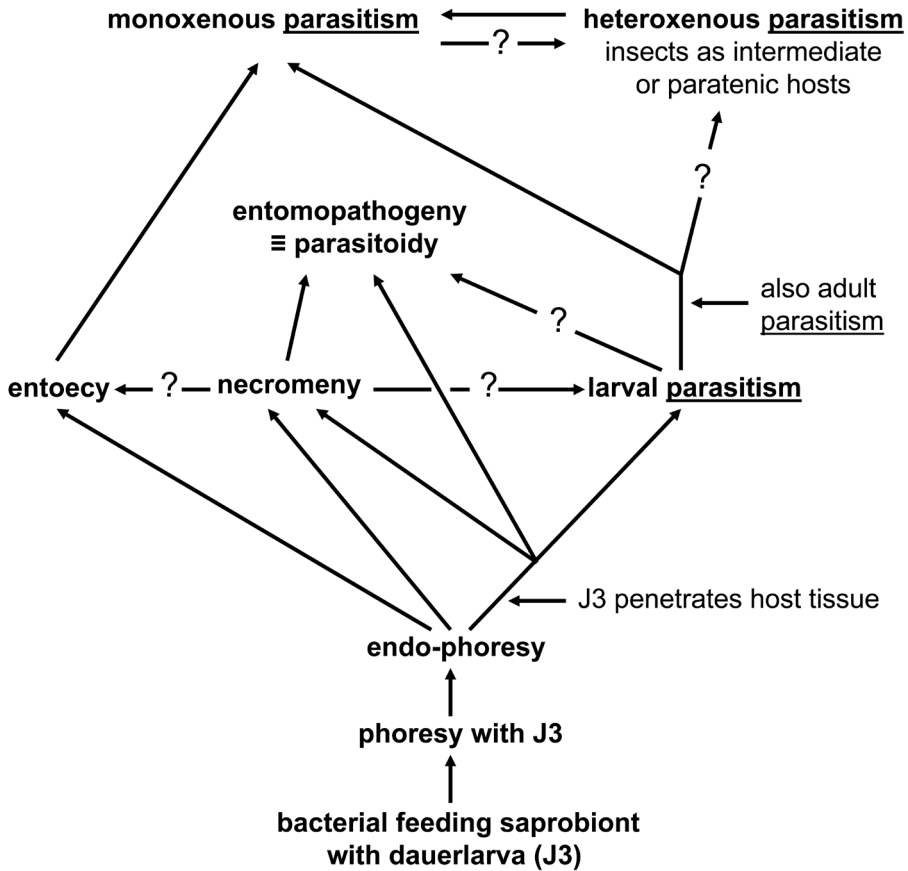 monoxenous parasitism
heteroxenous parasitism
?
insects as intermediate
or paratenic hosts
?
entomopathogeny
≡ parasitoidy
also adult
parasitism
?
entoecy
?
necromeny
?
larval parasitism
J3 penetrates host tissue
endo-phoresy
phoresy with J3
bacterial feeding saprobiont
with dauerlarva (J3)